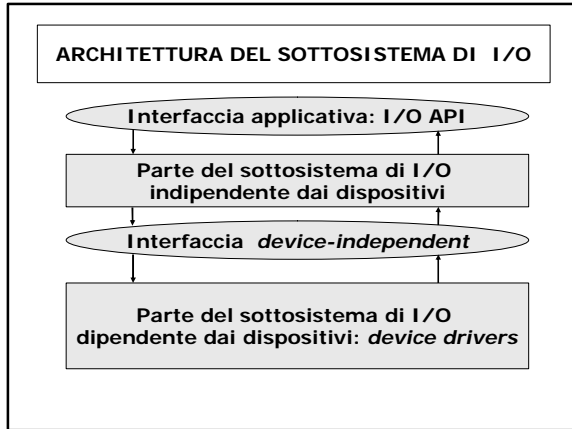 ARCHITETTURA DEL SOTTOSISTEMA DI I/O
Interfaccia applicativa: I/O API
Parte del sottosistema di I/O
indipendente dai dispositivi
Interfaccia device-independent
Parte del sottosistema di I/O
dipendente dai dispositivi: device drivers